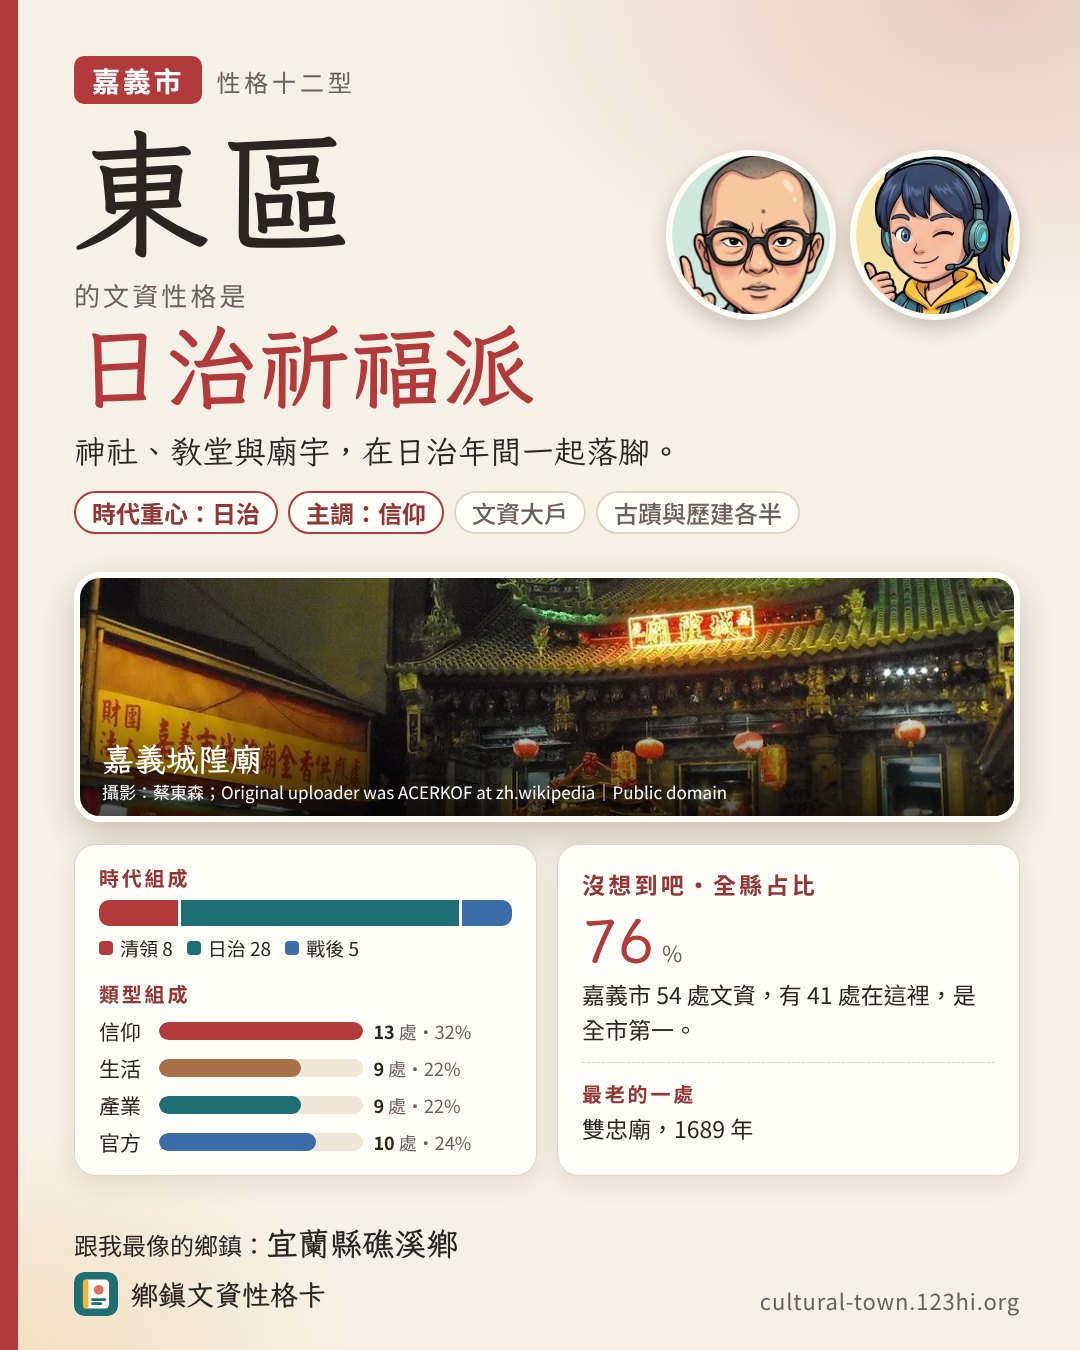 嘉義市 性格十二型
東區
的文資性格是
日治祈福派
神社、教堂與廟宇，在日治年間一起落腳。
時代重心：日治 主調：信仰 文資大戶 古蹟與歷建各半
城隍廟
財團
嘉義城隍廟
攝影：蔡東森；Original uploader was ACERKOF at zh.wikipedia｜Public domain
時代組成
清領 8 日治 28 戰後 5
類型組成
信仰 13 處・32%
生活 9 處・22%
產業 9 處・22%
官方 10 處・24%
沒想到吧・全縣占比
76 %
嘉義市 54 處文資，有 41 處在這裡，是
全市第一。
最老的一處
雙忠廟，1689 年
跟我最像的鄉鎮：宜蘭縣礁溪鄉
鄉鎮文資性格卡
cultural-town.123hi.org